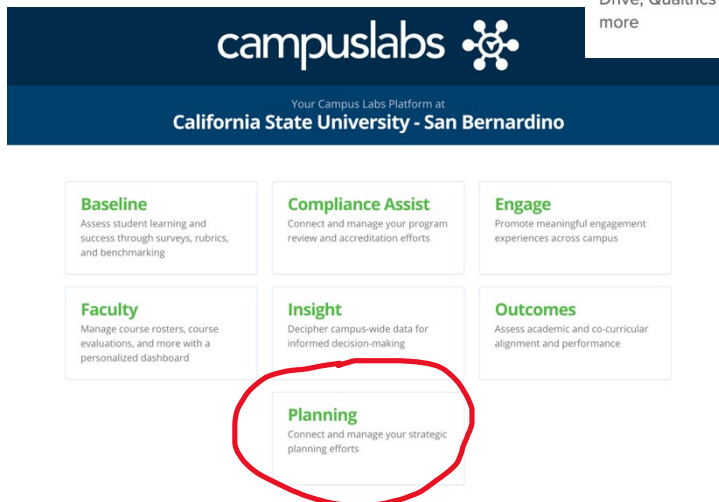 Drive, Qualtrics
more
campuslabs
Your Campus Labs Platform at
California State University - San Bernardino
Baseline
Assess student learning and
success through surveys, rubrics,
and benchmarking
Compliance Assist
Connect and manage your program
review and accreditation efforts
Engage
Promote meaningful engagement
experiences across campus
Faculty
Manage course rosters, course
evaluations, and more with a
personalized dashboard
Insight
Decipher campus-wide data for
informed decision-making
Outcomes
Assess academic and co-curricular
alignment and performance
Planning
Connect and manage your strategic
planning efforts